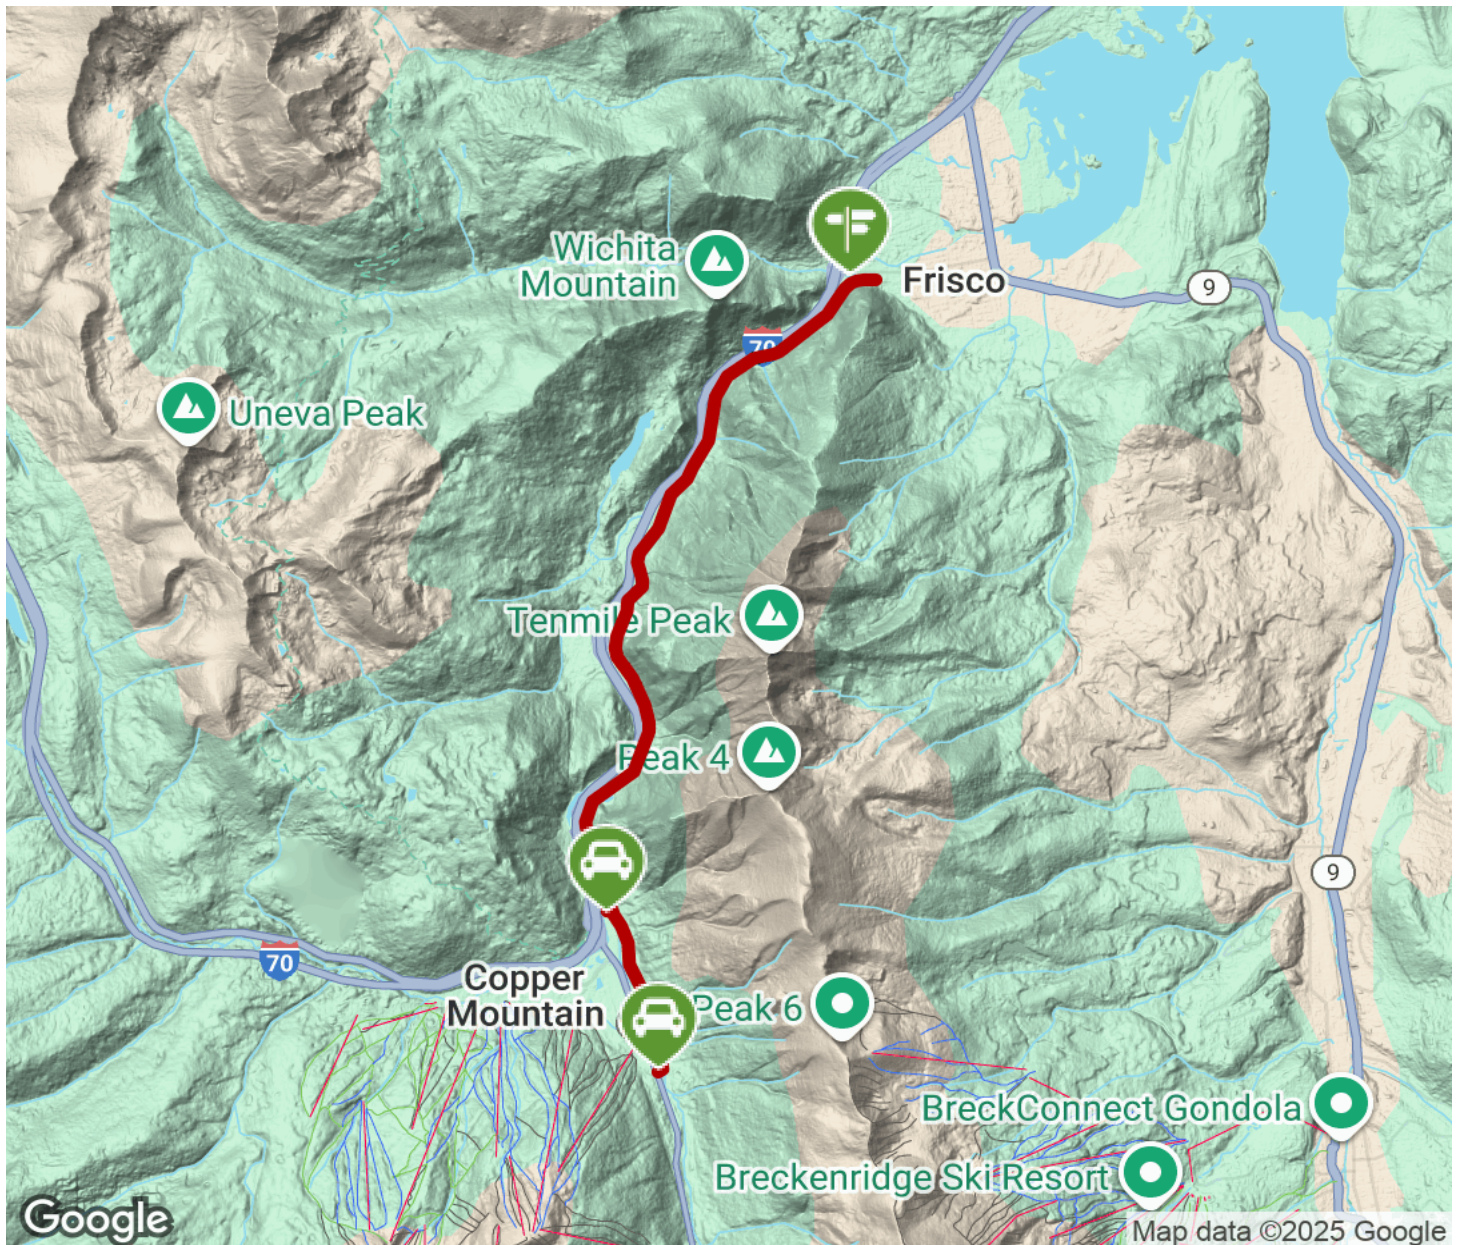 Wichita
Mountain
Frisco
9
70
Uneva Peak
Tenmile Peak
Peak 4
9
70
Copper
Mountain
Peak 6
BreckConnect Gondola
Breckenridge Ski Resort
Google
Map data ©2025 Google